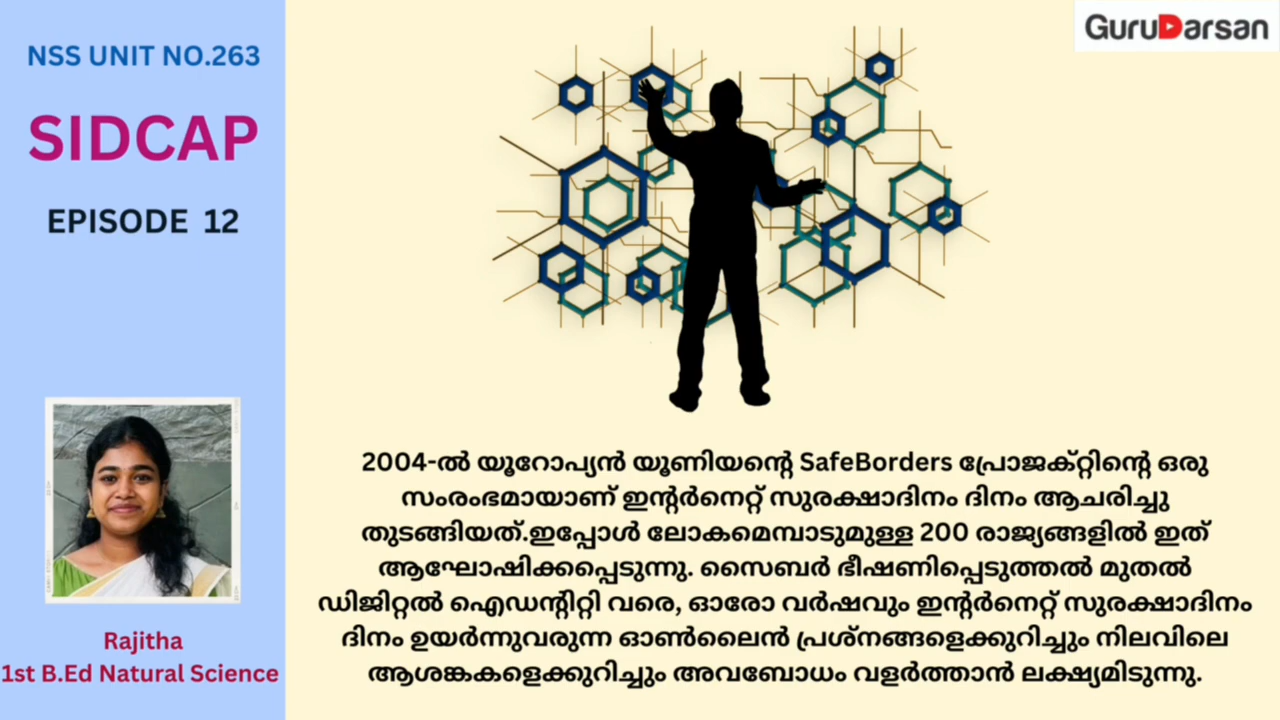 NSS UNIT NO.263
SIDCAP
EPISODE 12
Rajitha
1st B.Ed Natural Science
GuruDarsan
2004-ൽ യൂറോപ്യൻ യൂണിയന്റെ SafeBorders പ്രോജക്റ്റിന്റെ ഒരു
സംരംഭമായാണ് ഇന്റർനെറ്റ് സുരക്ഷാദിനം ദിനം ആചരിച്ചു
തുടങ്ങിയത്.ഇപ്പോൾ ലോകമെമ്പാടുമുള്ള 200 രാജ്യങ്ങളിൽ ഇത്
ആഘോഷിക്കപ്പെടുന്നു. സൈബർ ഭീഷണിപ്പെടുത്തൽ മുതൽ
ഡിജിറ്റൽ ഐഡന്റിറ്റി വരെ, ഓരോ വർഷവും ഇന്റർനെറ്റ് സുരക്ഷാദിനം
ദിനം ഉയർന്നുവരുന്ന ഓൺലൈൻ പ്രശ്നങ്ങളെക്കുറിച്ചും നിലവിലെ
ആശങ്കകളെക്കുറിച്ചും അവബോധം വളർത്താൻ ലക്ഷ്യമിടുന്നു.